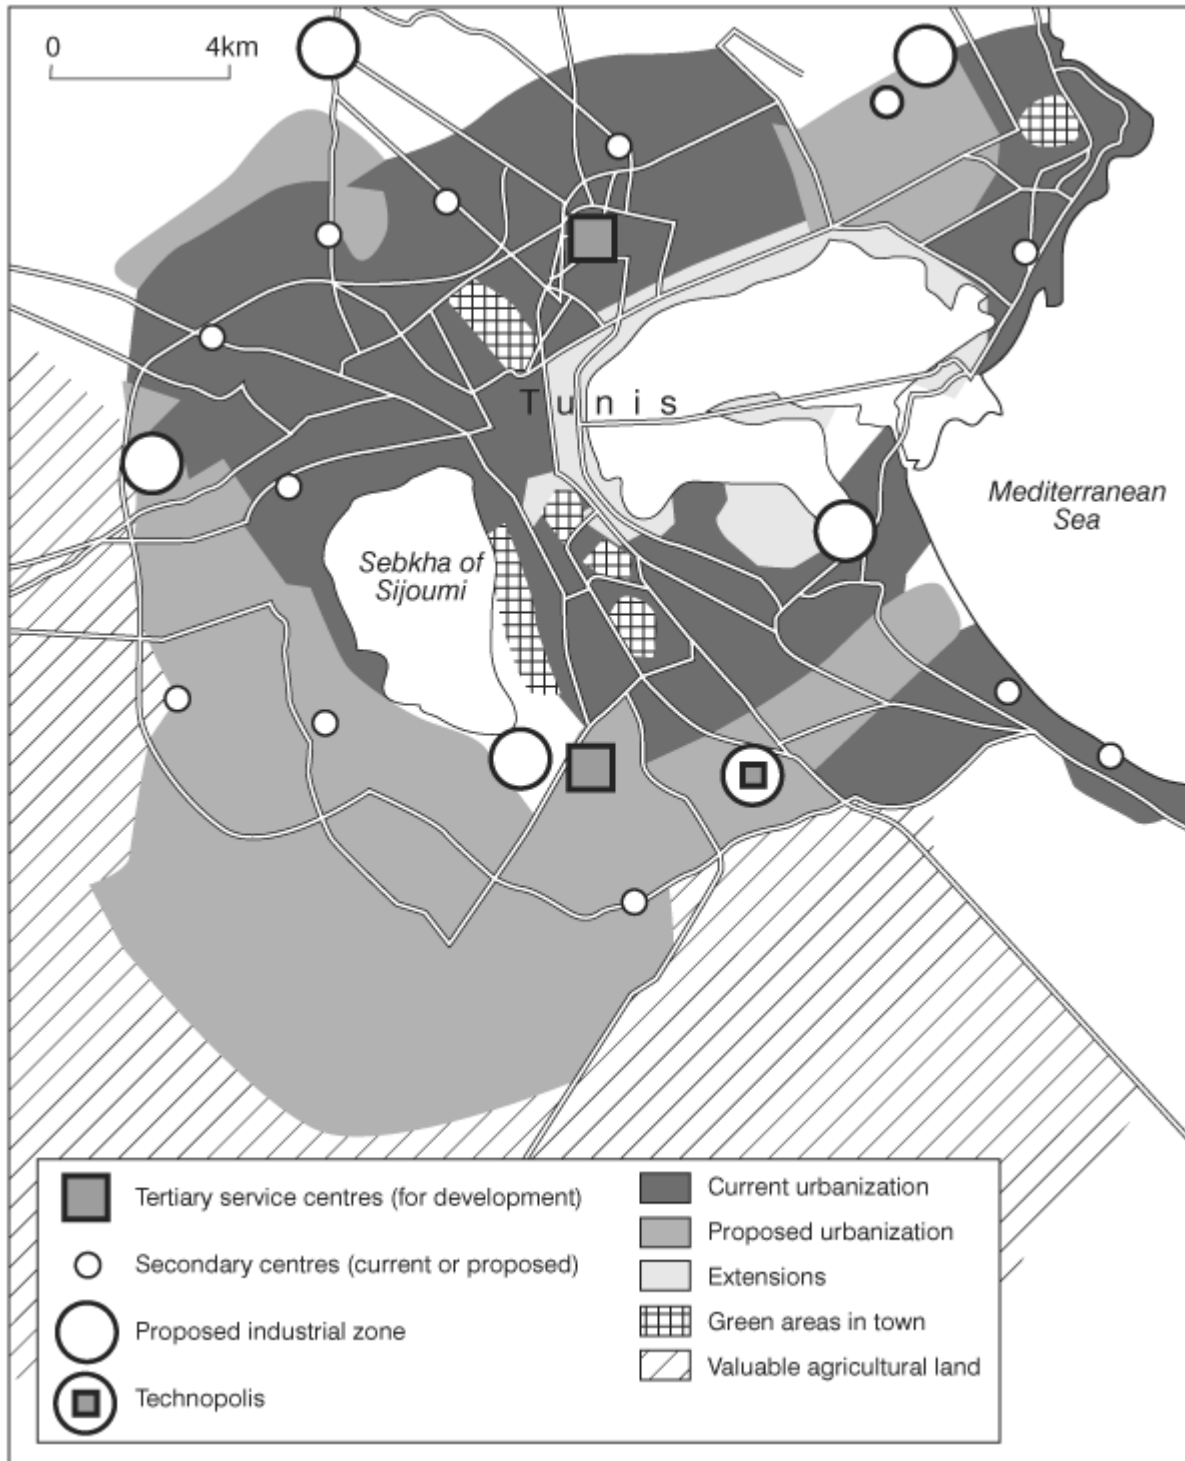 0 4km
Tunis
Mediterranean
Sea
Sebkha of
Sijoumi
Tertiary service centres (for development)
Secondary centres (current or proposed)
Proposed industrial zone
Technopolis
Current urbanization
Proposed urbanization
Extensions
Green areas in town
Valuable agricultural land